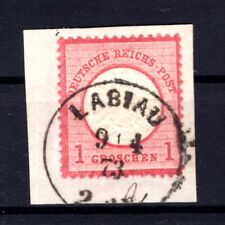 DEUTSCHE REICHS-POST
LABIAU
9 4
73
1 GROSCHEN 1